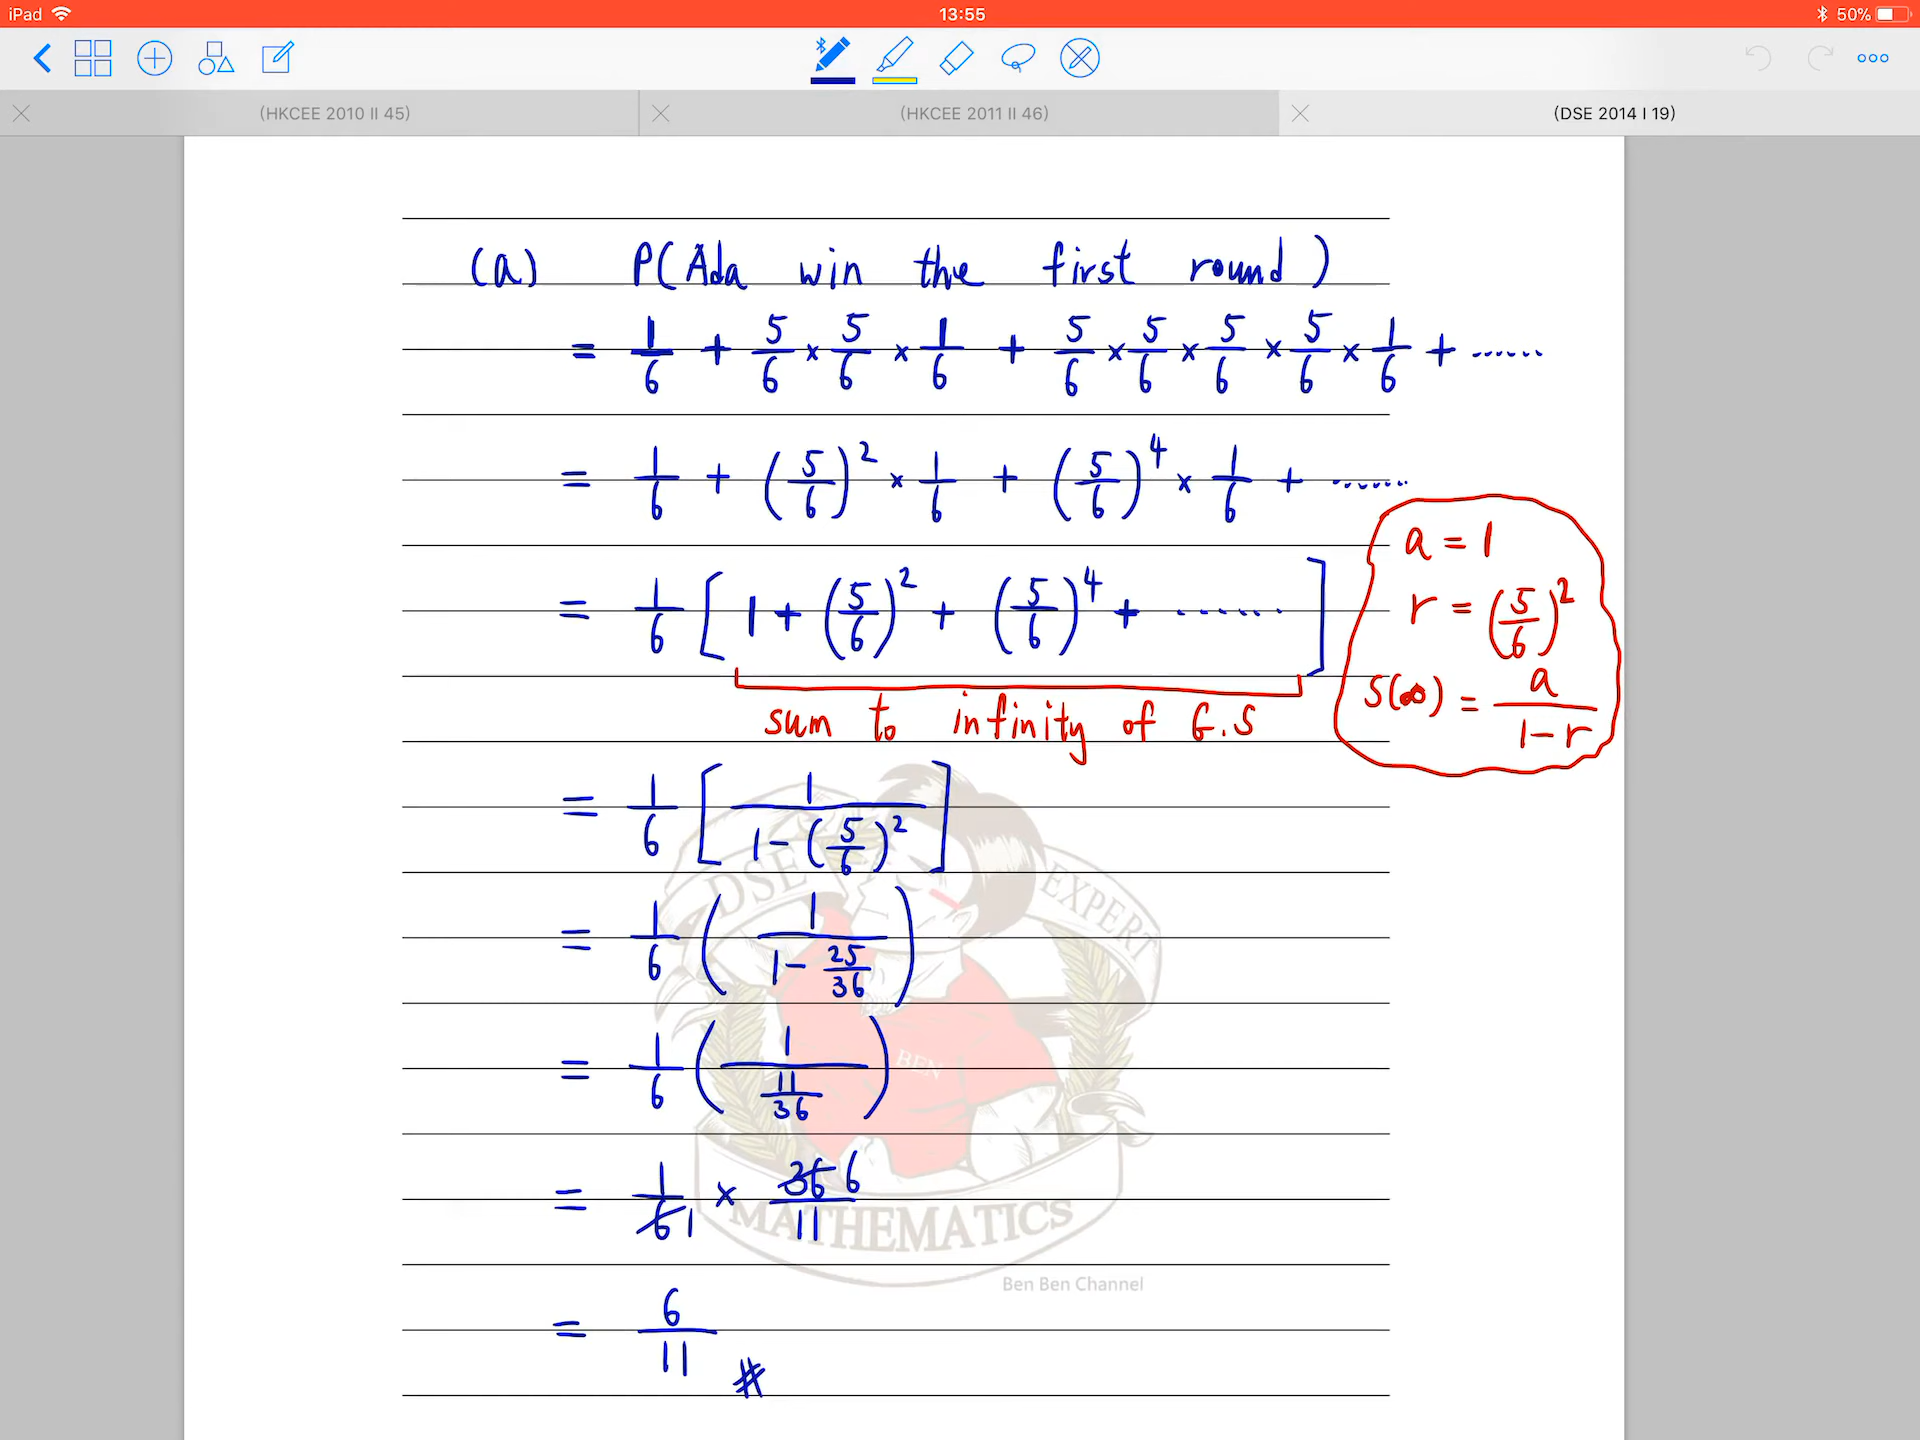 iPad 13:55 50%
(HKCEE 2010 II 45) (HKCEE 2011 II 46) (DSE 2014 I 19)
(a) P(Ada win the first round)
= 1/6 + 5/6 × 5/6 × 1/6 + 5/6 × 5/6 × 5/6 × 5/6 × 1/6 + ......
= 1/6 + (5/6)² × 1/6 + (5/6)⁴ × 1/6 + .......
= 1/6 [ 1 + (5/6)² + (5/6)⁴ + ....... ]
sum to infinity of G.S
a = 1
r = (5/6)²
S(∞) = a/(1-r)
= 1/6 [ 1/(1-(5/6)²) ]
= 1/6 ( 1/(1-25/36) )
= 1/6 ( 1/(11/36) )
= 1/6 1 × 36 6/11
= 6/11 #
DSE EXPERT
BEN
MATHEMATICS
Ben Ben Channel